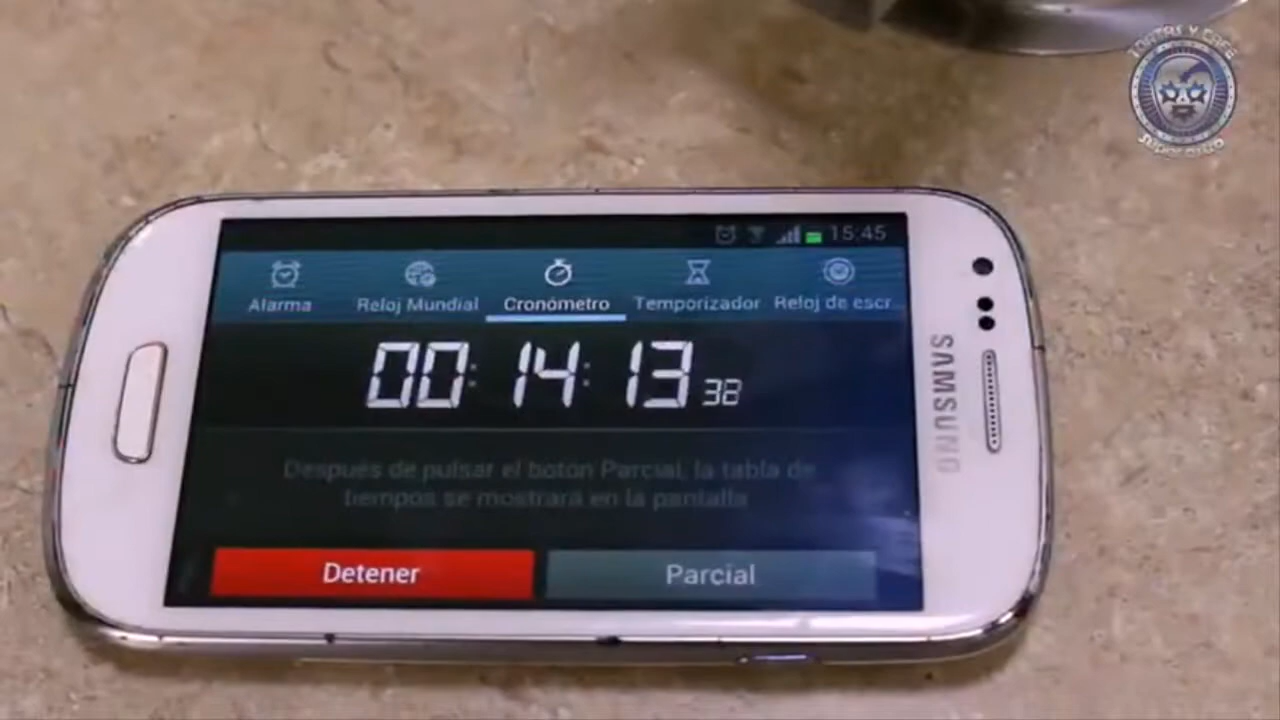 15:45
Alarma Reloj Mundial Cronómetro Temporizador Reloj de escr...
00:14:13 38
Después de pulsar el botón Parcial, la tabla de
tiempos se mostrará en la pantalla
Detener Parcial
SAMSUNG